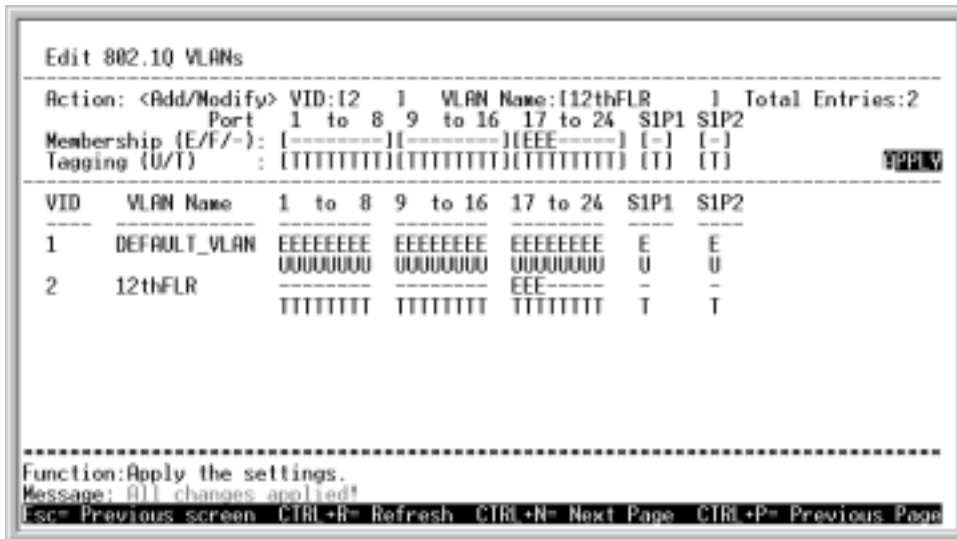 Edit 802.1Q VLANs
Action: <Add/Modify> VID:[2 ] VLAN Name:[12thFLR ] Total Entries:2
Port 1 to 8 9 to 16 17 to 24 S1P1 S1P2
Membership (E/F/-): [--------][--------][EEE-----] [-] [-]
Tagging (U/T) : [TTTTTTTT][TTTTTTTT][TTTTTTTT] [T] [T] APPLY
VID VLAN Name 1 to 8 9 to 16 17 to 24 S1P1 S1P2
1 DEFAULT_VLAN EEEEEEEE EEEEEEEE EEEEEEEE E E
UUUUUUUU UUUUUUUU UUUUUUUU U U
2 12thFLR -------- -------- EEE----- - -
TTTTTTTT TTTTTTTT TTTTTTTT T T
Function:Apply the settings.
Message: All changes applied!
Esc= Previous screen CTRL+R= Refresh CTRL+N= Next Page CTRL+P= Previous Page